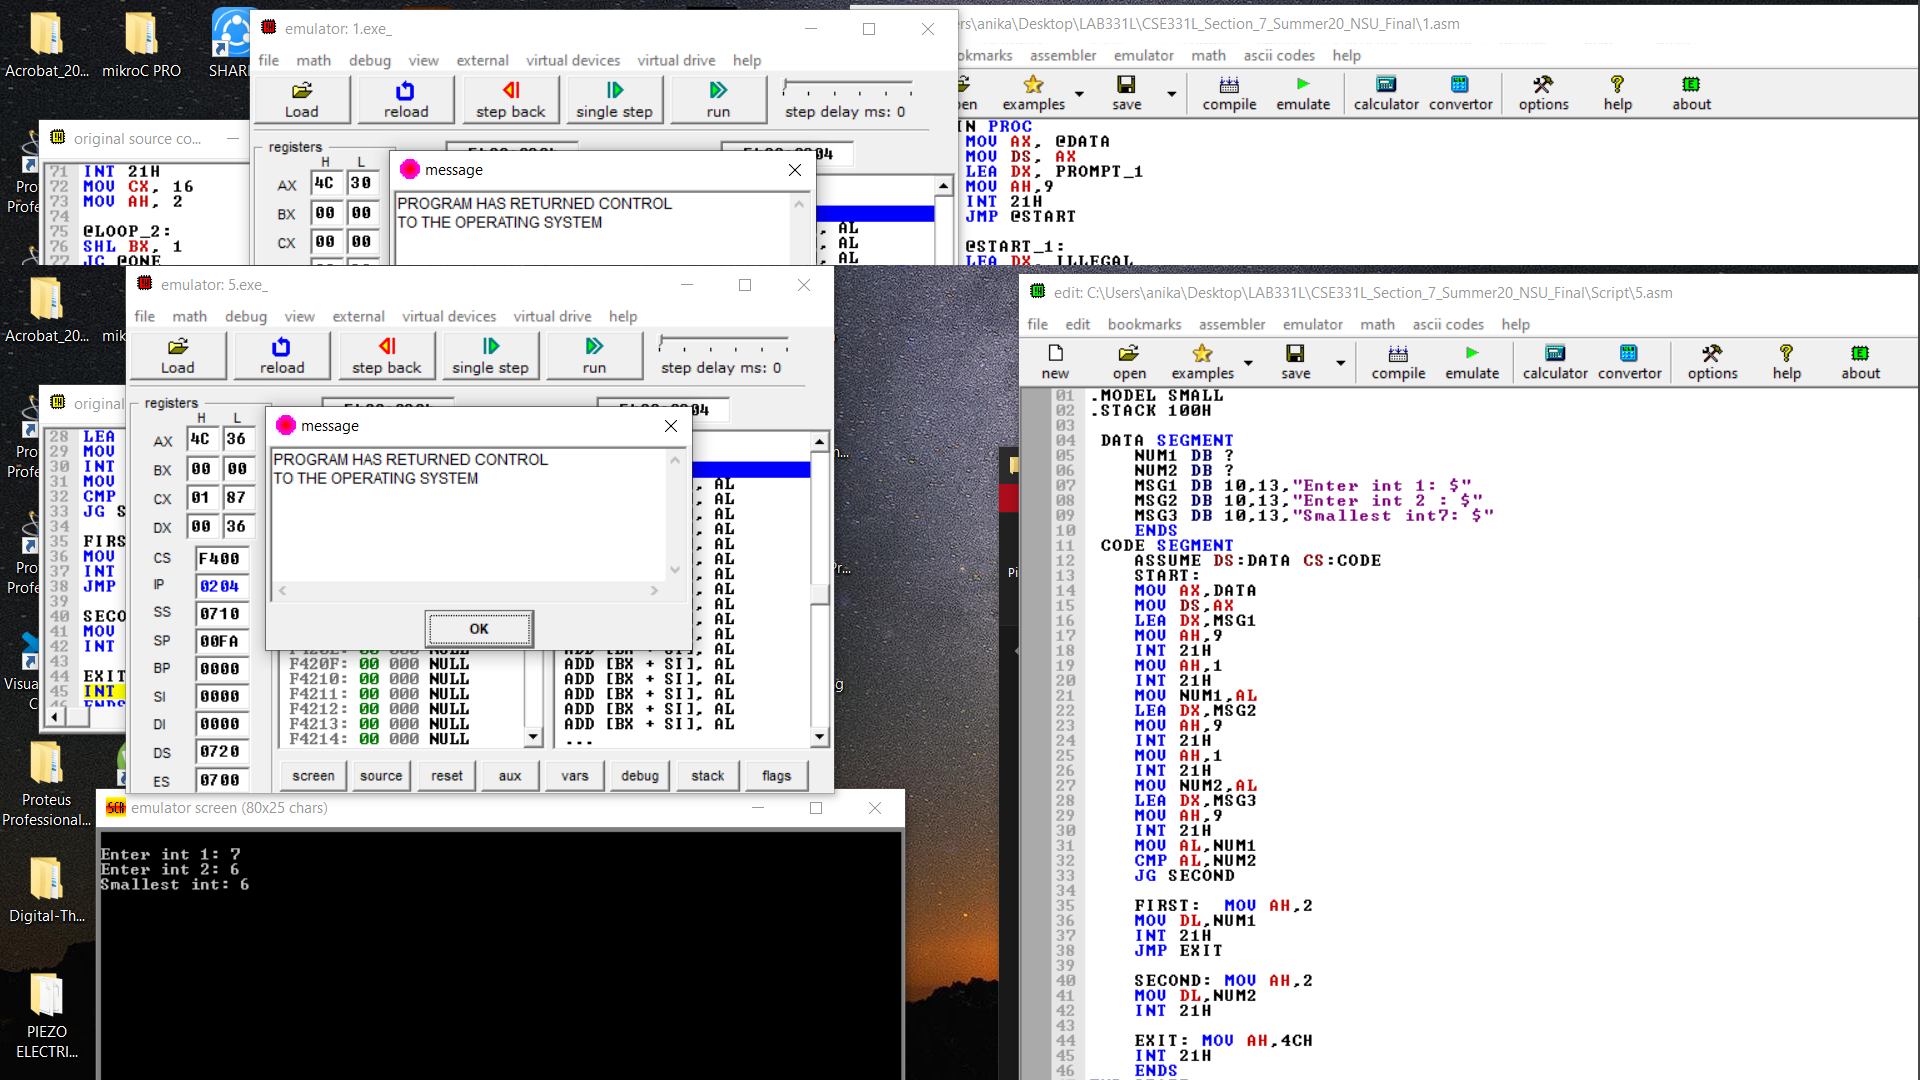 Acrobat_20...
mikroC PRO
emulator: 1.exe_
file math debug view external virtual devices virtual drive help
Load reload step back single step run step delay ms: 0
registers
H L
AX 4C 30
BX 00 00
CX 00 00
message
PROGRAM HAS RETURNED CONTROL
TO THE OPERATING SYSTEM
, AL
, AL
, AL
original source co...
71 INT 21H
72 MOV CX, 16
73 MOV AH, 2
74
75 @LOOP_2:
76 SHL BX, 1
77 JC @ONE
\anika\Desktop\LAB331L\CSE331L_Section_7_Summer20_NSU_Final\1.asm
assembler emulator math ascii codes help
examples save compile emulate calculator convertor options help about
IN PROC
MOV AX, @DATA
MOV DS, AX
LEA DX, PROMPT_1
MOV AH,9
INT 21H
JMP @START
@START_1:
LEA DX, ILLEGAL
Acrobat_20...
emulator: 5.exe_
file math debug view external virtual devices virtual drive help
Load reload step back single step run step delay ms: 0
registers
H L
AX 4C 36
BX 00 00
CX 01 87
DX 00 36
CS F400
IP 0204
SS 0710
SP 00FA
BP 0000
SI 0000
DI 0000
DS 0720
ES 0700
message
PROGRAM HAS RETURNED CONTROL
TO THE OPERATING SYSTEM
OK
, AL
, AL
, AL
, AL
, AL
, AL
, AL
, AL
, AL
, AL
, AL
F420F: 00 000 NULL ADD [BX + SI], AL
F4210: 00 000 NULL ADD [BX + SI], AL
F4211: 00 000 NULL ADD [BX + SI], AL
F4212: 00 000 NULL ADD [BX + SI], AL
F4213: 00 000 NULL ADD [BX + SI], AL
F4214: 00 000 NULL ...
screen source reset aux vars debug stack flags
original
28 LEA
29 MOV
30 INT
31 MOV
32 CMP
33 JG S
34
35 FIRS
36 MOV
37 INT
38 JMP
39
40 SECO
41 MOV
42 INT
43
44 EXIT
45 INT
46 ENDS
Proteus
Professional...
Digital-Th...
PIEZO
ELECTRI...
emulator screen (80x25 chars)
Enter int 1: 7
Enter int 2: 6
Smallest int: 6
edit: C:\Users\anika\Desktop\LAB331L\CSE331L_Section_7_Summer20_NSU_Final\Script\5.asm
file edit bookmarks assembler emulator math ascii codes help
new open examples save compile emulate calculator convertor options help about
01 .MODEL SMALL
02 .STACK 100H
03
04 DATA SEGMENT
05 NUM1 DB ?
06 NUM2 DB ?
07 MSG1 DB 10,13,"Enter int 1: $"
08 MSG2 DB 10,13,"Enter int 2 : $"
09 MSG3 DB 10,13,"Smallest int7: $"
10 ENDS
11 CODE SEGMENT
12 ASSUME DS:DATA CS:CODE
13 START:
14 MOV AX,DATA
15 MOV DS,AX
16 LEA DX,MSG1
17 MOV AH,9
18 INT 21H
19 MOV AH,1
20 INT 21H
21 MOV NUM1,AL
22 LEA DX,MSG2
23 MOV AH,9
24 INT 21H
25 MOV AH,1
26 INT 21H
27 MOV NUM2,AL
28 LEA DX,MSG3
29 MOV AH,9
30 INT 21H
31 MOV AL,NUM1
32 CMP AL,NUM2
33 JG SECOND
34
35 FIRST: MOV AH,2
36 MOV DL,NUM1
37 INT 21H
38 JMP EXIT
39
40 SECOND: MOV AH,2
41 MOV DL,NUM2
42 INT 21H
43
44 EXIT: MOV AH,4CH
45 INT 21H
46 ENDS